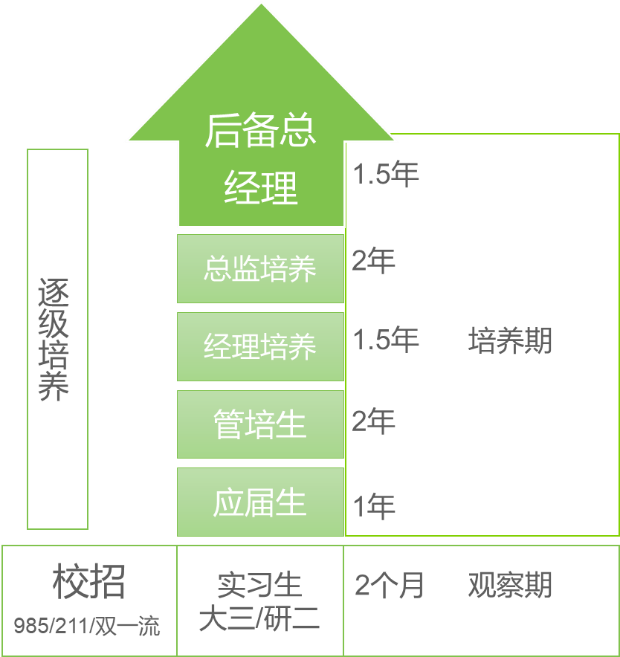 后备总
经理
1.5年
总监培养
2年
逐级培养
经理培养
1.5年
培养期
管培生
2年
应届生
1年
校招
985/211/双一流
实习生
大三/研二
2个月
观察期